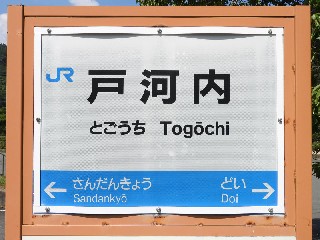 JR 戸河内
とごうち Togōchi
← さんだんきょう どい →
Sandankyō Doi